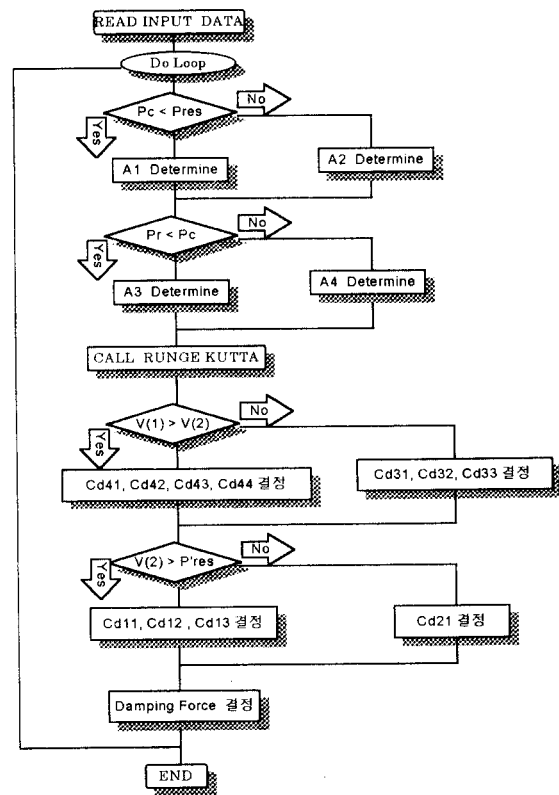 READ INPUT DATA
Do Loop
Pc < Pres
No
Yes
A1 Determine
A2 Determine
Pr < Pc
No
Yes
A3 Determine
A4 Determine
CALL RUNGE KUTTA
V(1) > V(2)
No
Yes
Cd41, Cd42, Cd43, Cd44 결정
Cd31, Cd32, Cd33 결정
V(2) > P'res
No
Yes
Cd11, Cd12 , Cd13 결정
Cd21 결정
Damping Force 결정
END